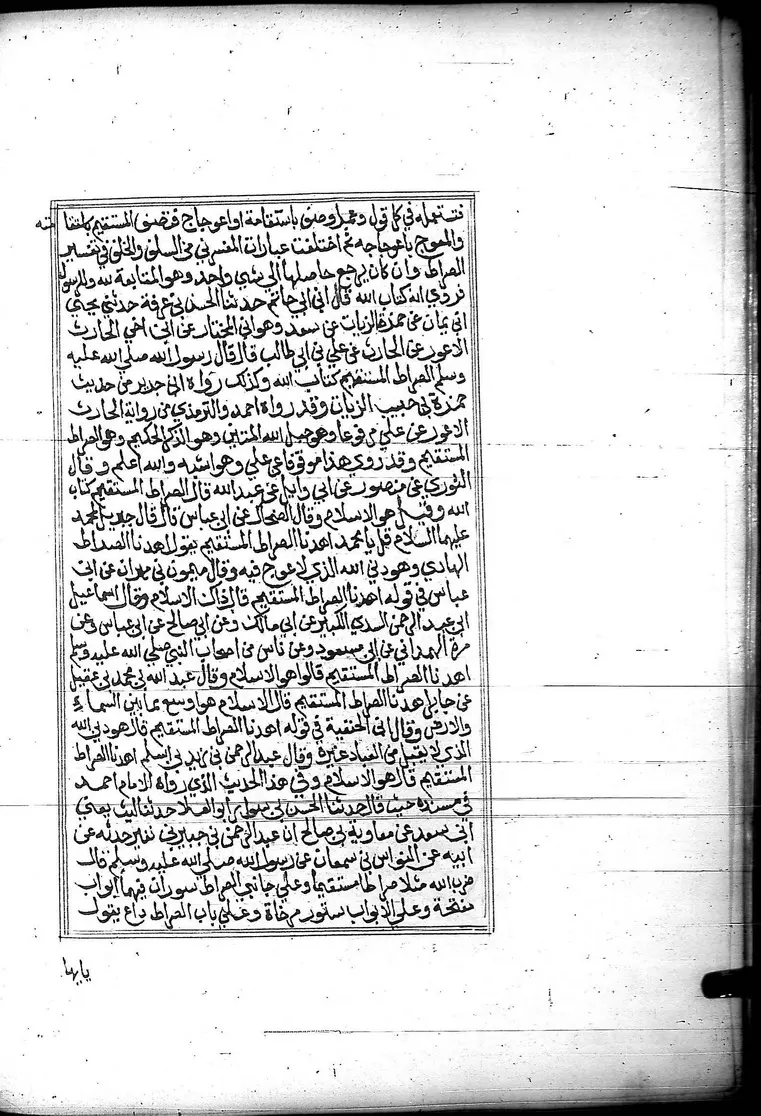 فتستعمله في كل قول وعمل وصف باستقامة او اعوجاج فتصف المستقيم باستقامته
والمعوج باعوجاجه ثم اختلفت عبارات المفسرين من السلف والخلف في تفسير
الصراط وان كان يرجع حاصلها الى شيء واحد وهو المتابعة لله وللرسول
فروي انه كتاب الله قال ابن ابي حاتم حدثنا الحسن بن عرفة حدثني يحيى
ابن يمان عن حمزة الزيات عن سعد وهو ابن المختار عن ابن اخي الحارث
الاعور عن الحارث عن علي بن ابي طالب قال قال رسول الله صلى الله عليه
وسلم الصراط المستقيم كتاب الله وكذلك رواه ابن جرير من حديث
حمزة بن حبيب الزيات وقد رواه احمد والترمذي من رواية الحارث
الاعور عن علي مرفوعا وهو حبل الله المتين وهو الذكر الحكيم وهو الصراط
المستقيم وقد روي هذا موقوفا عن علي وهو اشبه والله اعلم وقال
الثوري عن منصور عن ابي وايل عن عبد الله قال الصراط المستقيم كتاب
الله وقيل هو الاسلام وقال الضحاك عن ابن عباس قال قال جبريل لمحمد
عليهما السلام قل يا محمد اهدنا الصراط المستقيم يقول اهدنا الصراط
الهادي وهو دين الله الذي لا عوج فيه وقال ميمون بن مهران عن ابن
عباس في قوله اهدنا الصراط المستقيم قال ذاك الاسلام وقال اسماعيل
ابن عبد الرحمن السدي الكبير عن ابي مالك وعن ابي صالح عن ابن عباس وعن
مرة الهمداني عن ابن مسعود وعن ناس من اصحاب النبي صلى الله عليه وسلم
اهدنا الصراط المستقيم قالوا هو الاسلام وقال عبد الله بن محمد بن عقيل
عن جابر اهدنا الصراط المستقيم قال الاسلام هو اوسع مما بين السماء
والارض وقال ابن الحنفية في قوله اهدنا الصراط المستقيم قال هو دين الله
الذي لا يقبل من العباد غيره وقال عبد الرحمن بن زيد بن اسلم اهدنا الصراط
المستقيم قال هو الاسلام وفي هذا الحديث الذي رواه الامام احمد
في مسنده حيث قال حدثنا الحسن بن سوار ابو العلا حدثنا ليث يعني
ابن سعد عن معاوية بن صالح ان عبد الرحمن بن جبير بن نفير حدثه عن
ابيه عن النواس بن سمعان عن رسول الله صلى الله عليه وسلم قال
ضرب الله مثلا صراطا مستقيما وعلى جانبي الصراط سوران فيهما ابواب
مفتحة وعلى الابواب ستور مرخاة وعلى باب الصراط داع يقول
يايها